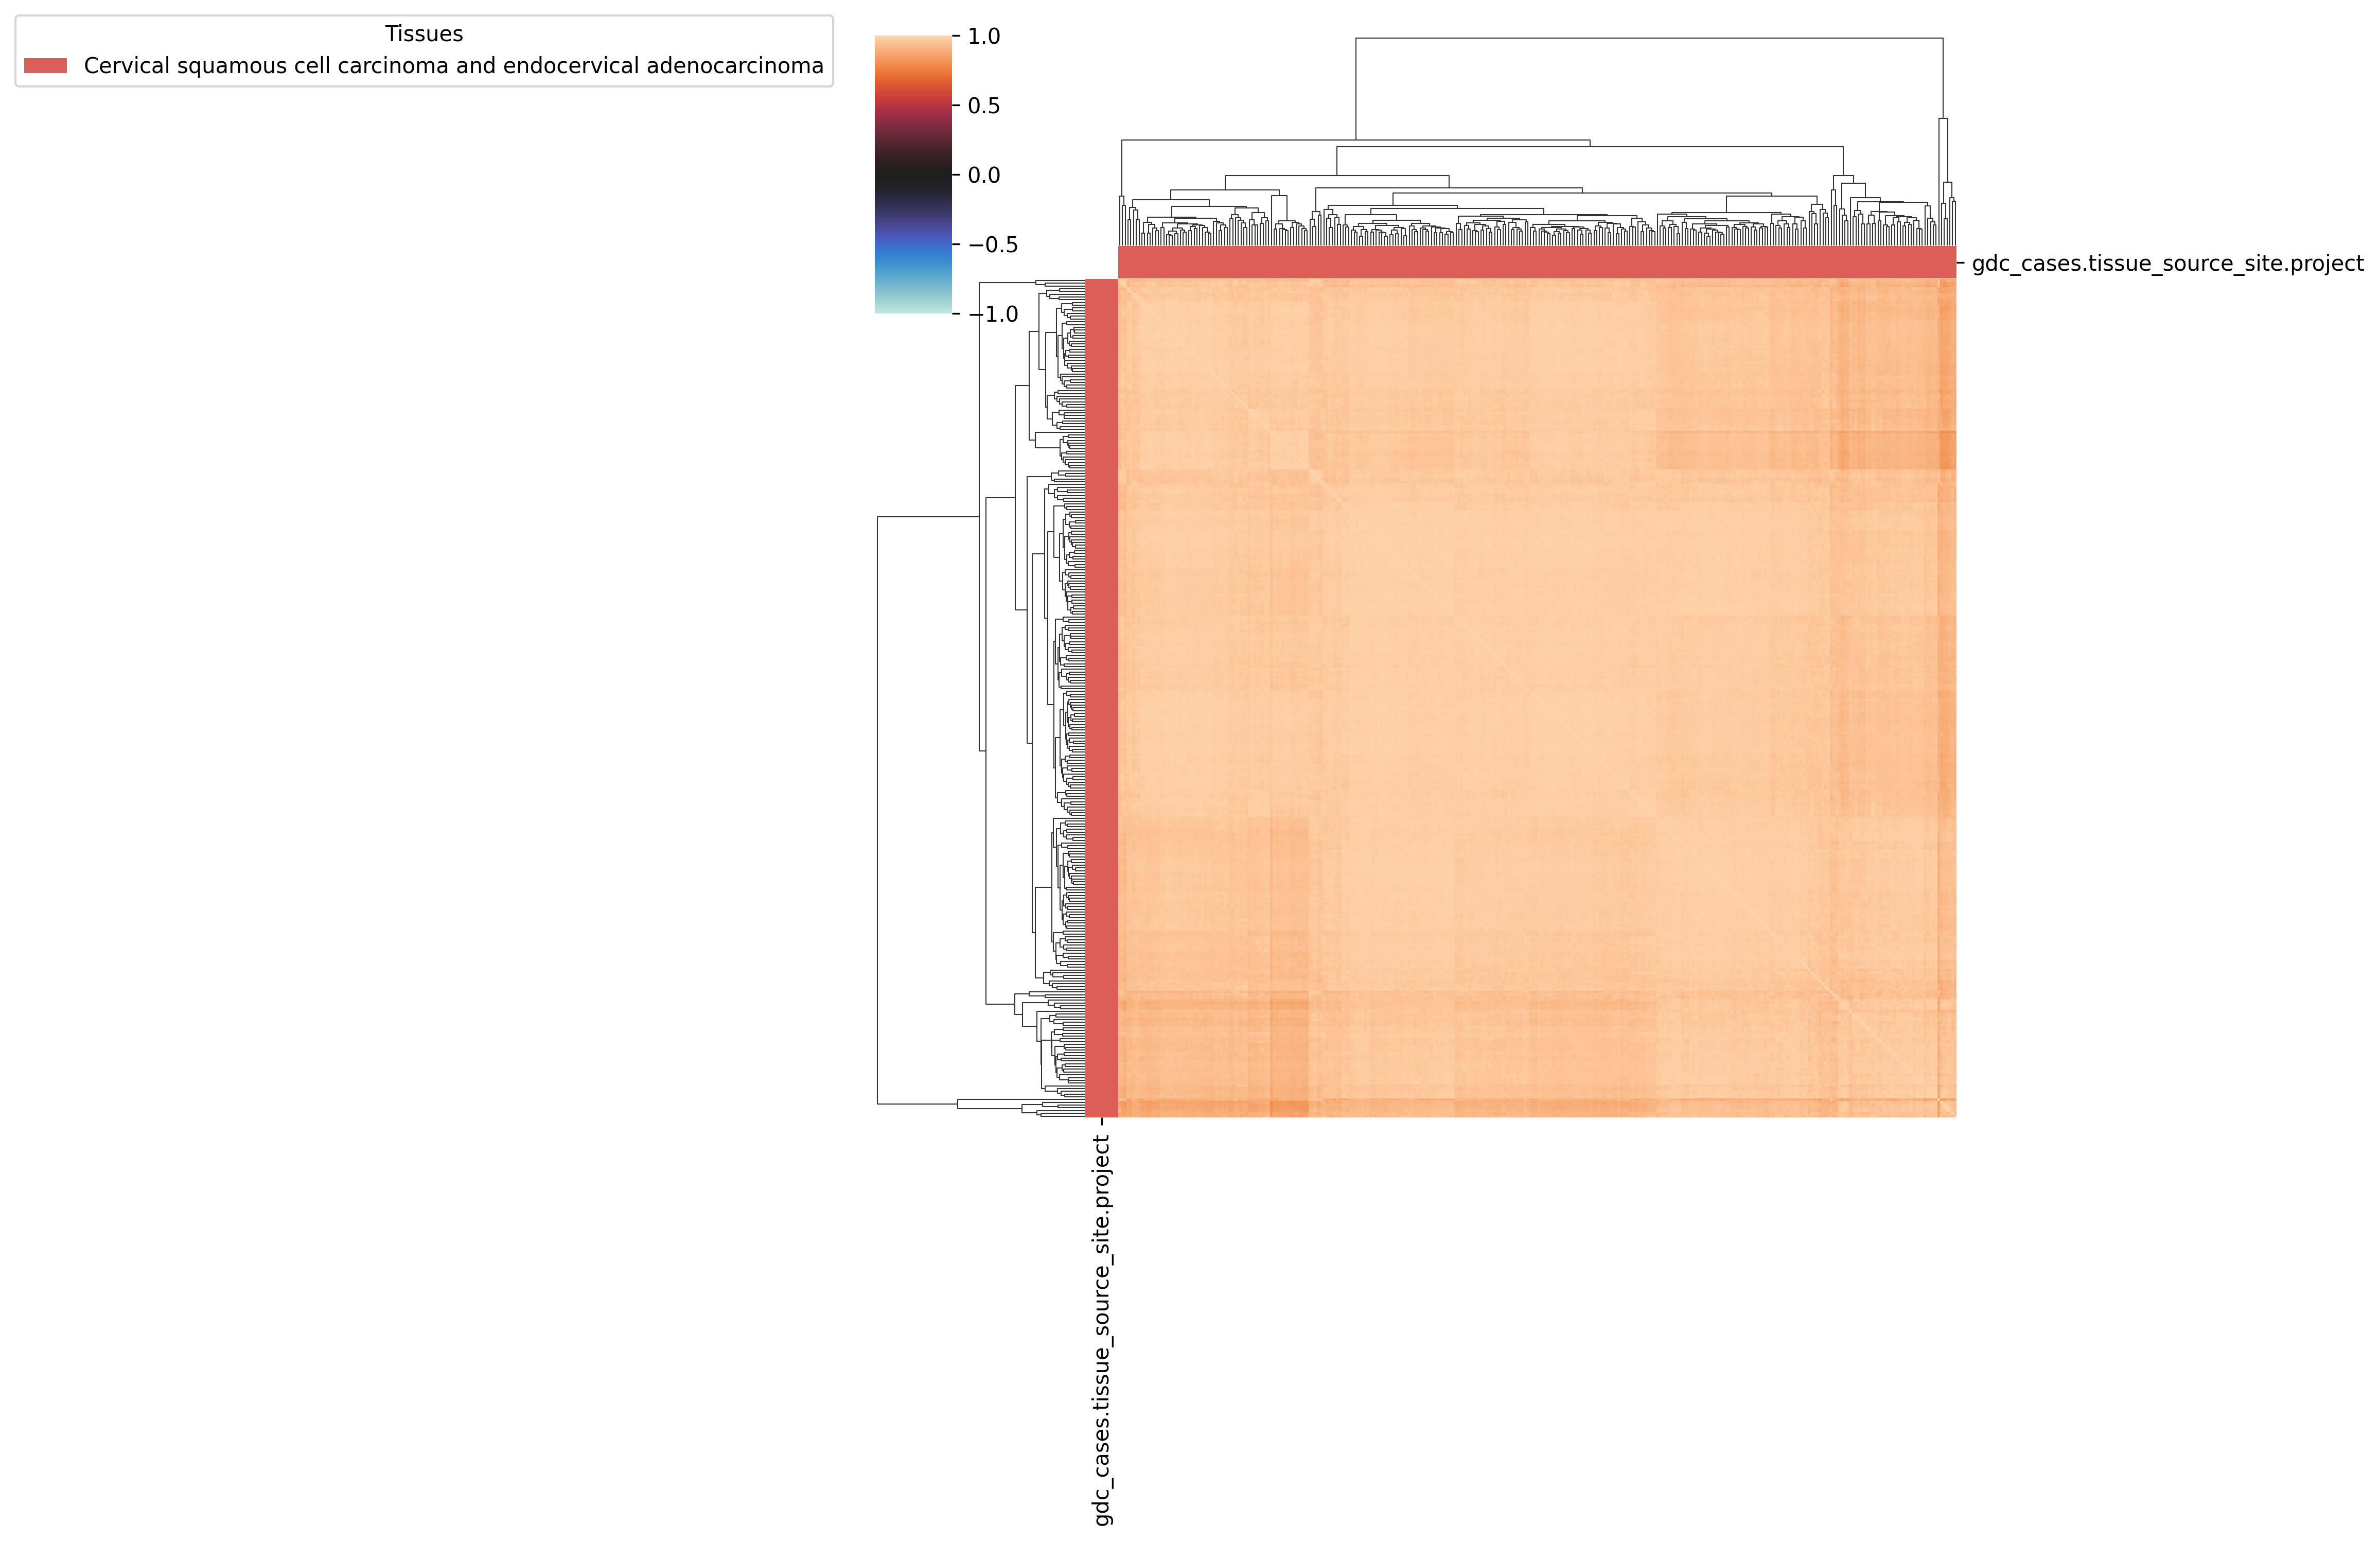 Tissues
Cervical squamous cell carcinoma and endocervical adenocarcinoma
1.0
0.5
0.0
−0.5
−1.0
gdc_cases.tissue_source_site.project
gdc_cases.tissue_source_site.project